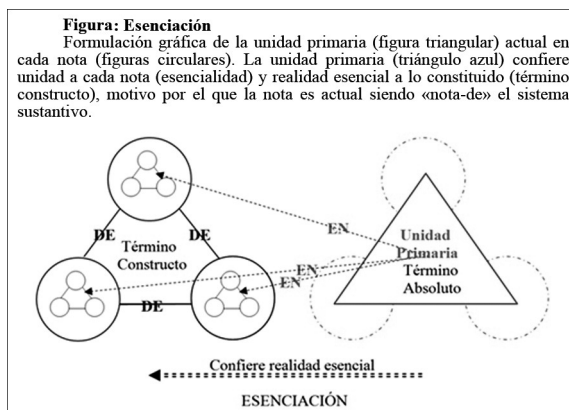 Figura: Esenciación
Formulación gráfica de la unidad primaria (figura triangular) actual en
cada nota (figuras circulares). La unidad primaria (triángulo azul) confiere
unidad a cada nota (esencialidad) y realidad esencial a lo constituido (término
constructo), motivo por el que la nota es actual siendo «nota-de» el sistema
sustantivo.
DE
DE
Término
Constructo
DE
EN
EN
EN
Unidad
Primaria
Término
Absoluto
Confiere realidad esencial
ESENCIACIÓN